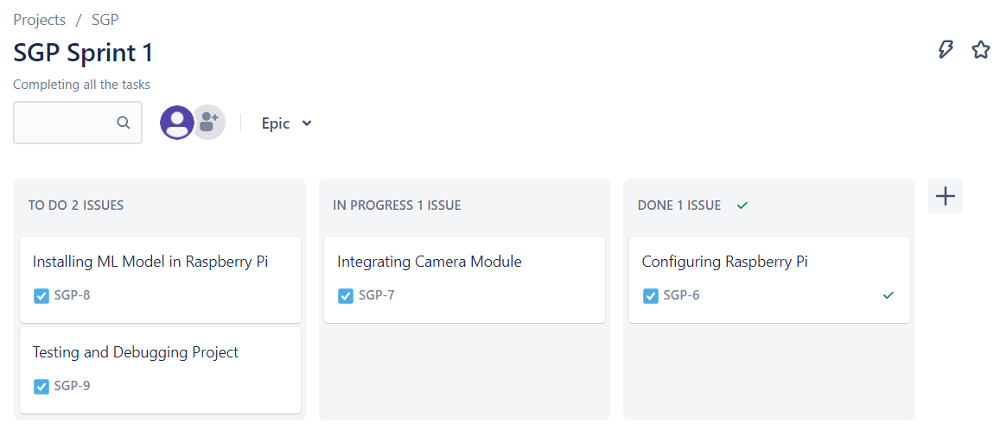 Projects / SGP
SGP Sprint 1
Completing all the tasks
Epic
TO DO 2 ISSUES
Installing ML Model in Raspberry Pi
SGP-8
Testing and Debugging Project
SGP-9
IN PROGRESS 1 ISSUE
Integrating Camera Module
SGP-7
DONE 1 ISSUE
Configuring Raspberry Pi
SGP-6